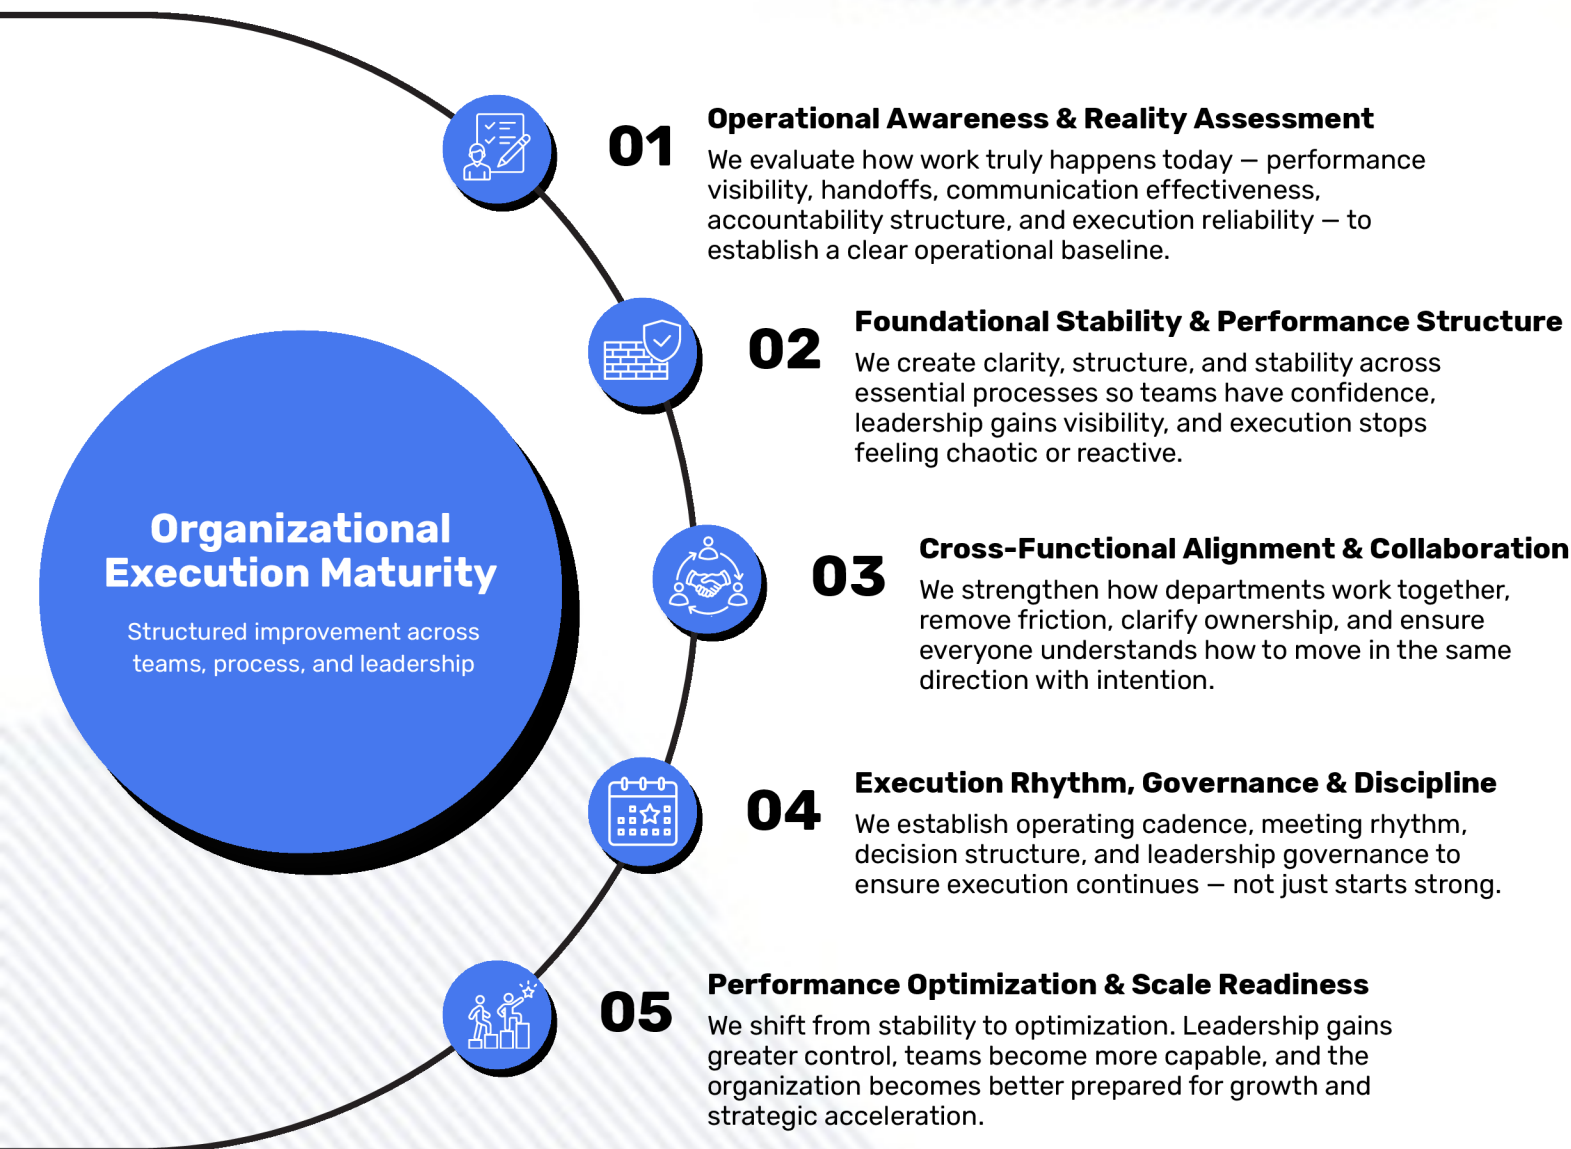 01
Operational Awareness & Reality Assessment
We evaluate how work truly happens today — performance
visibility, handoffs, communication effectiveness,
accountability structure, and execution reliability — to
establish a clear operational baseline.
02
Foundational Stability & Performance Structure
We create clarity, structure, and stability across
essential processes so teams have confidence,
leadership gains visibility, and execution stops
feeling chaotic or reactive.
Organizational
Execution Maturity
Structured improvement across
teams, process, and leadership
03
Cross-Functional Alignment & Collaboration
We strengthen how departments work together,
remove friction, clarify ownership, and ensure
everyone understands how to move in the same
direction with intention.
04
Execution Rhythm, Governance & Discipline
We establish operating cadence, meeting rhythm,
decision structure, and leadership governance to
ensure execution continues — not just starts strong.
05
Performance Optimization & Scale Readiness
We shift from stability to optimization. Leadership gains
greater control, teams become more capable, and the
organization becomes better prepared for growth and
strategic acceleration.